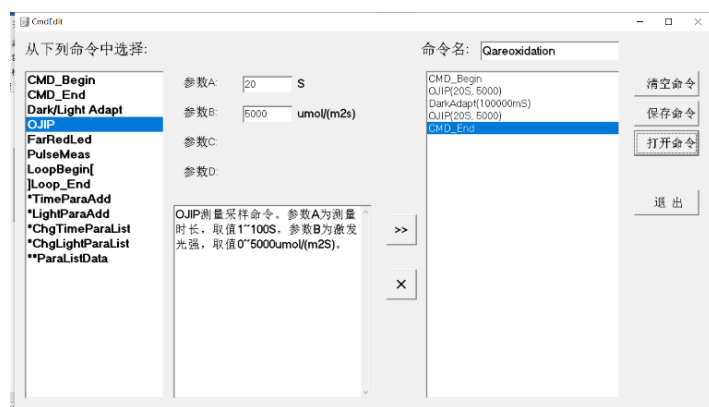 CmdEdit
从下列命令中选择:
命令名: Qareoxidation
CMD_Begin
CMD_End
Dark/Light Adapt
OJIP
FarRedLed
PulseMeas
LoopBegin[
]Loop_End
*TimeParaAdd
*LightParaAdd
*ChgTimeParaList
*ChgLightParaList
**ParaListData
参数A: 20 S
参数B: 5000 umol/(m2s)
参数C:
参数D:
OJIP测量采样命令。参数A为测量
时长，取值1~100S，参数B为激发
光强，取值0~5000umol/(m2S)。
>>
×
CMD_Begin
OJIP(20S, 5000)
DarkAdapt(100000mS)
OJIP(20S, 5000)
CMD_End
清空命令
保存命令
打开命令
退 出